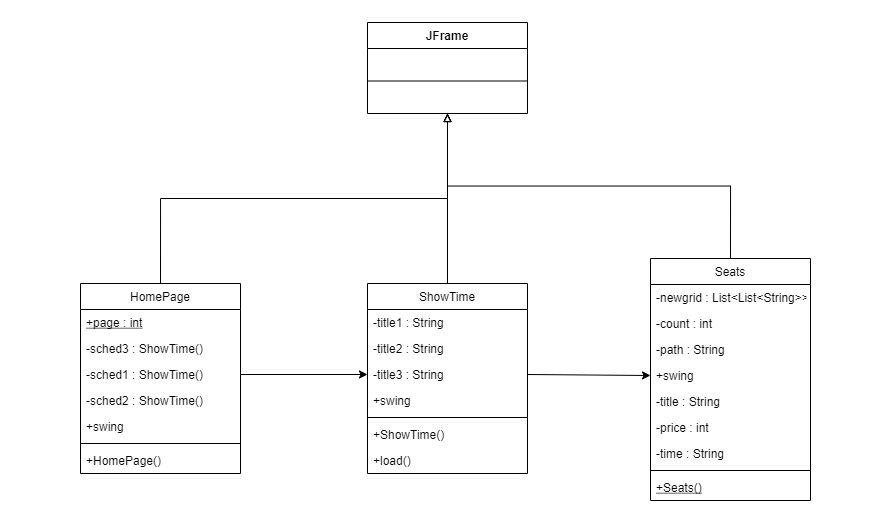 JFrame
HomePage
+page : int
-sched3 : ShowTime()
-sched1 : ShowTime()
-sched2 : ShowTime()
+swing
+HomePage()
ShowTime
-title1 : String
-title2 : String
-title3 : String
+swing
+ShowTime()
+load()
Seats
-newgrid : List<List<String>>
-count : int
-path : String
+swing
-title : String
-price : int
-time : String
+Seats()